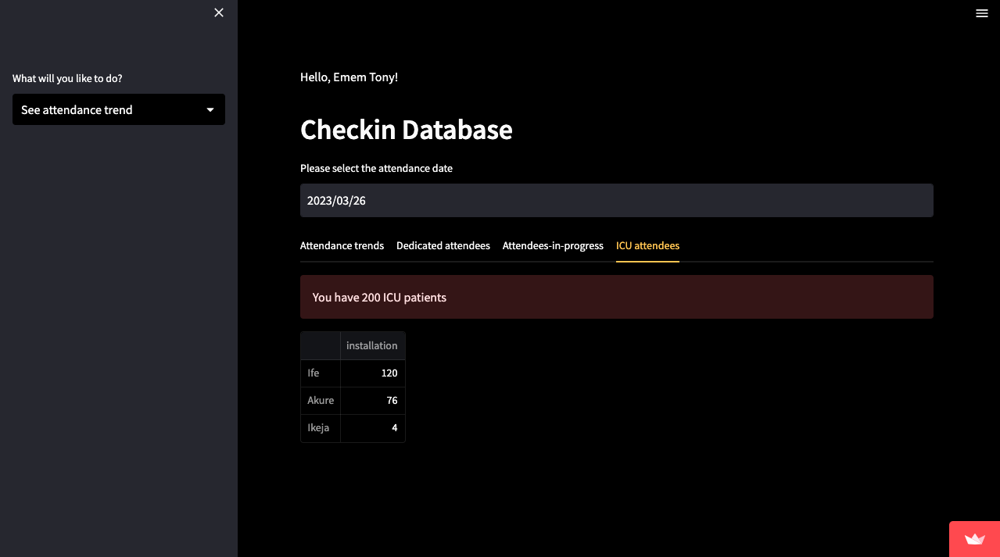 What will you like to do?
See attendance trend
Hello, Emem Tony!
Checkin Database
Please select the attendance date
2023/03/26
Attendance trends Dedicated attendees Attendees-in-progress ICU attendees
You have 200 ICU patients
installation
Ife 120
Akure 76
Ikeja 4